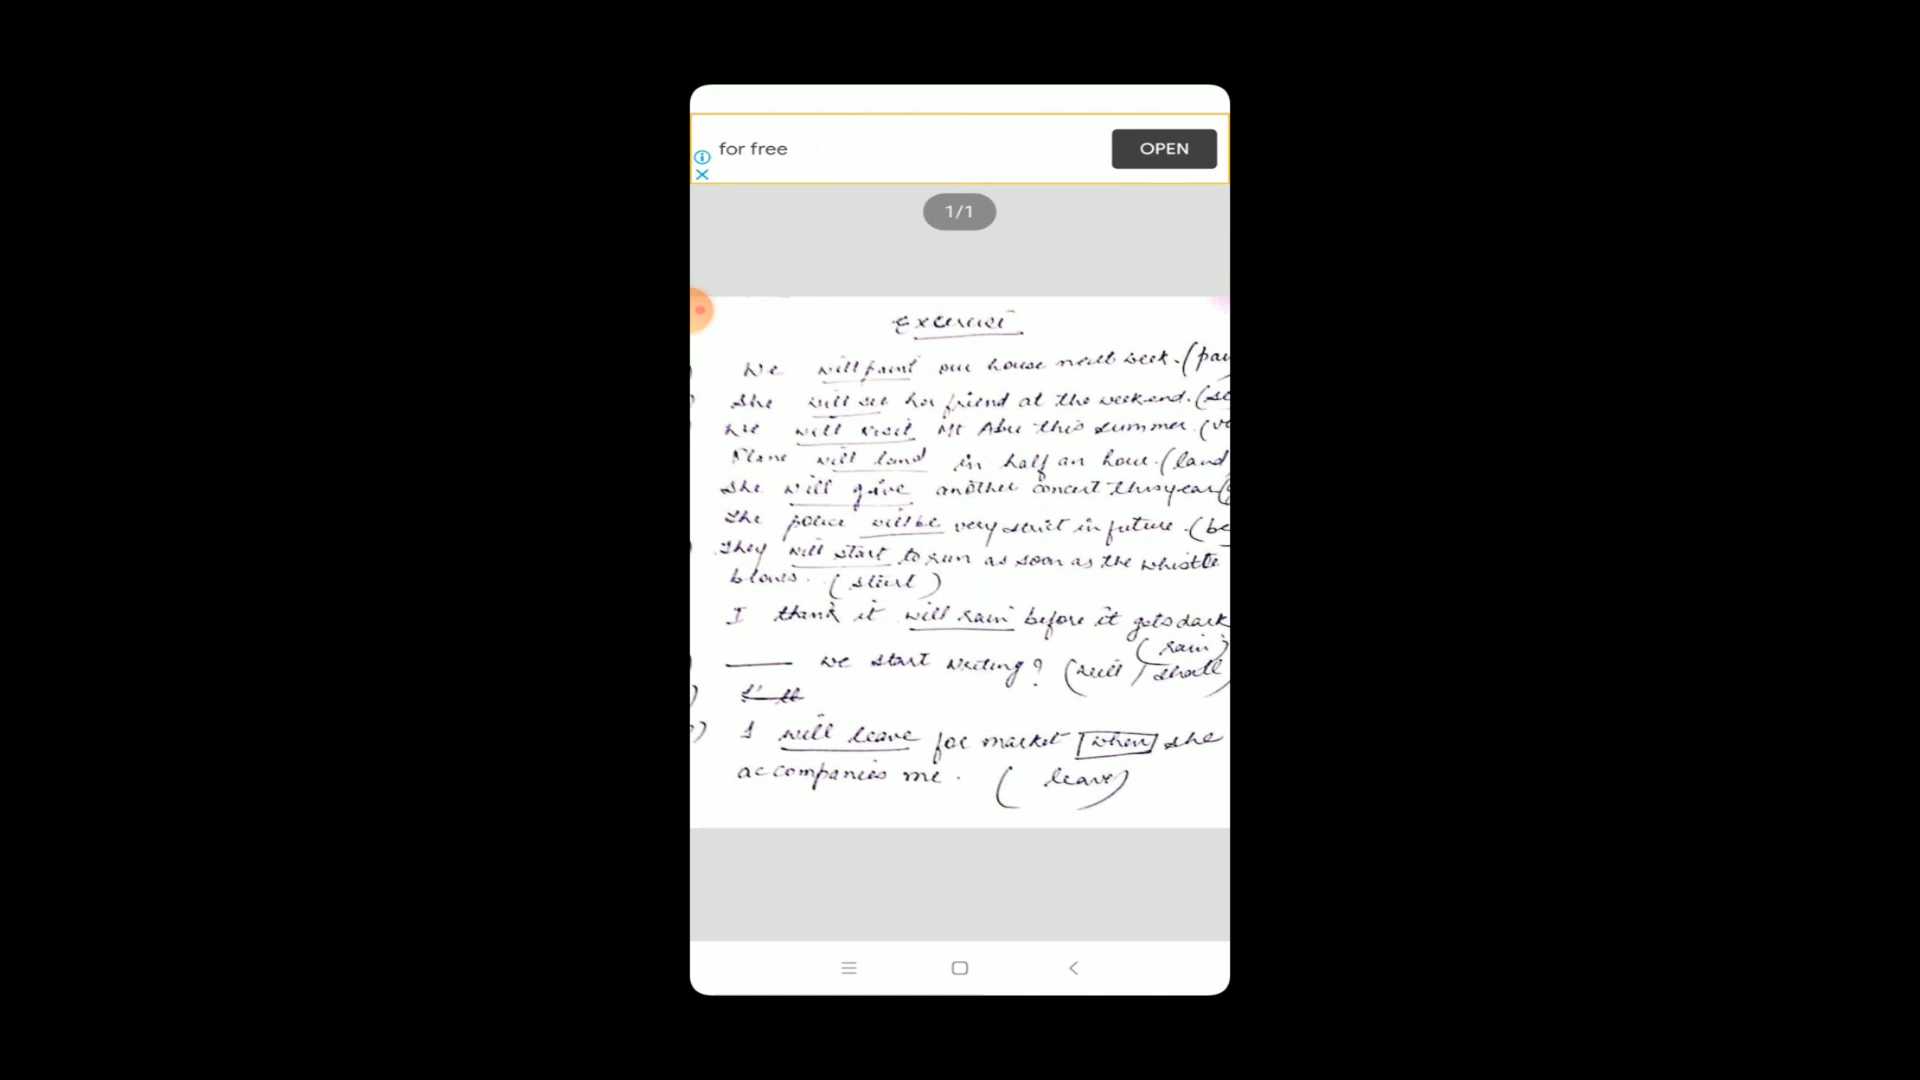 for free
OPEN
1/1
Excercise
We will paint our house next week. (pai
She will see her friend at the weekend. (se
We will visit Mt Abu this summer. (v
Plane will land in half an hour. (land
She will give another concert this year (
The police will be very strict in future. (be
They will start to run as soon as the whistle
blows. (start)
I think it will rain before it gets dark
(rain)
____ we start writing? (will / shall)
)
) I will leave for market when she
accompanies me. (leave)